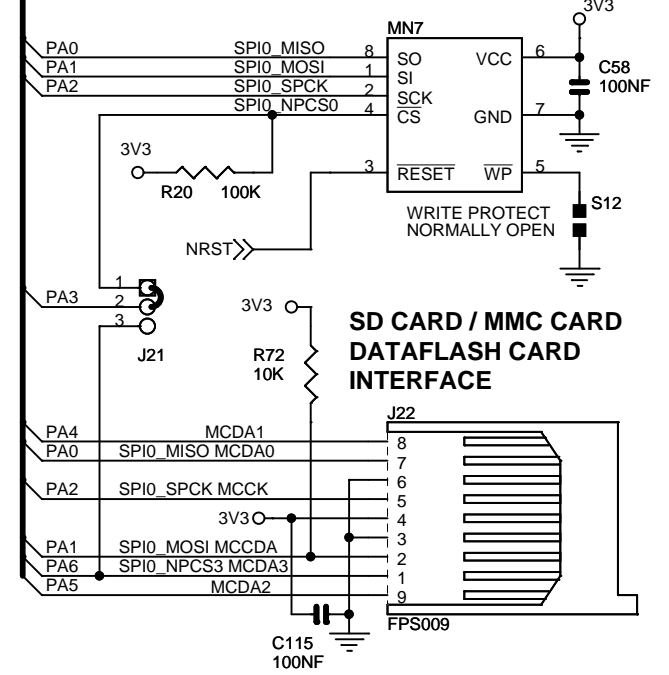 3V3
MN7
PA0 SPI0_MISO 8 SO VCC 6
PA1 SPI0_MOSI 1 SI
C58
100NF
PA2 SPI0_SPCK 2 SCK
SPI0_NPCS0 4 CS GND 7
3V3
R20 100K
3 RESET WP 5
S12
WRITE PROTECT
NORMALLY OPEN
NRST
1
PA3 2
3
J21
3V3
R72
10K
SD CARD / MMC CARD
DATAFLASH CARD
INTERFACE
J22
PA4 MCDA1 8
PA0 SPI0_MISO MCDA0 7
6
PA2 SPI0_SPCK MCCK 5
3V3 4
3
PA1 SPI0_MOSI MCCDA 2
PA6 SPI0_NPCS3 MCDA3 1
PA5 MCDA2 9
FPS009
C115
100NF